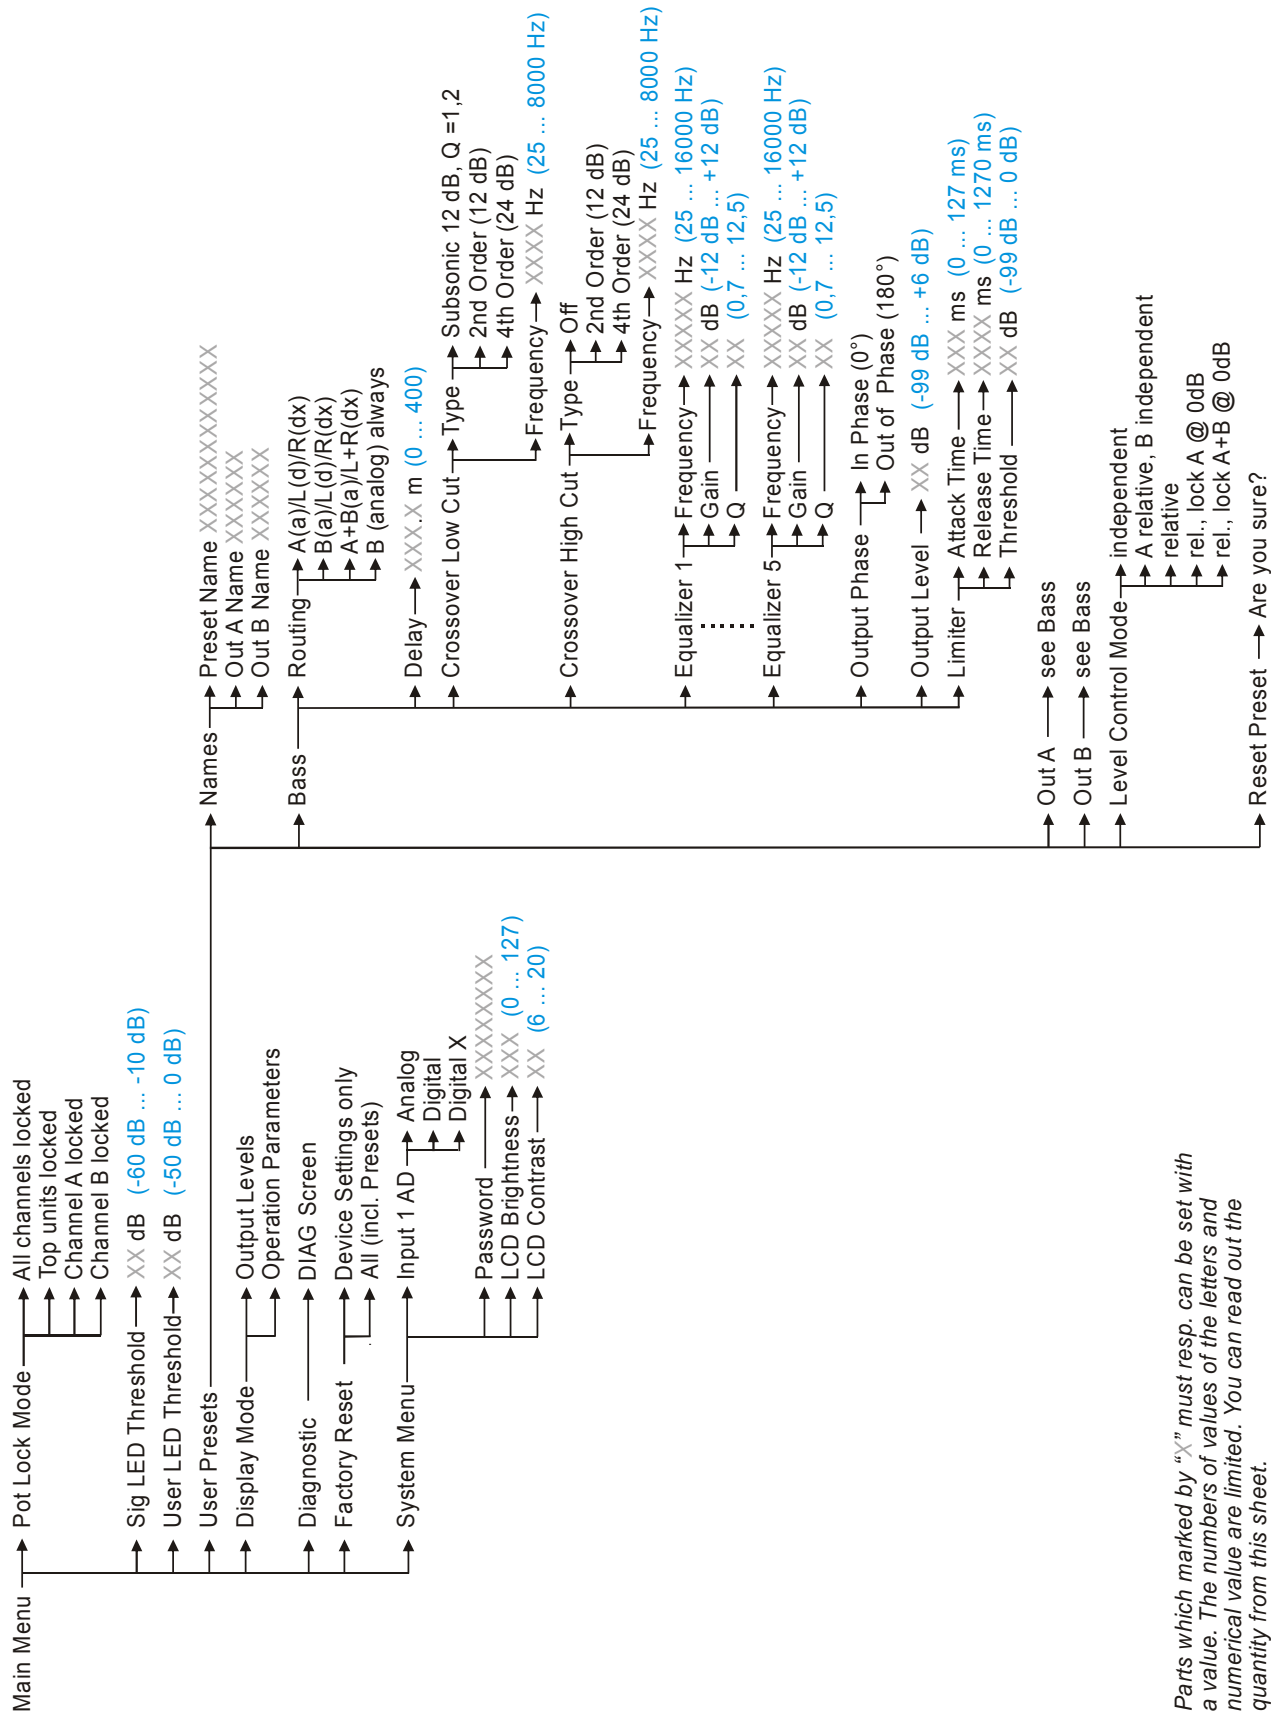 Main Menu
Pot Lock Mode
All channels locked
Top units locked
Channel A locked
Channel B locked
Sig LED Threshold XX dB (-60 dB ... -10 dB)
User LED Threshold XX dB (-50 dB ... 0 dB)
User Presets
Display Mode
Output Levels
Operation Parameters
Diagnostic
DIAG Screen
Factory Reset
Device Settings only
All (incl. Presets)
System Menu
Input 1 AD
Analog
Digital
Digital X
Password XXXXXXXX
LCD Brightness XXX (0 ... 127)
LCD Contrast XX (6 ... 20)
Names
Preset Name XXXXXXXXXXXXX
Out A Name XXXXXX
Out B Name XXXXXX
Bass
Routing
A(a)/L(d)/R(dx)
B(a)/L(d)/R(dx)
A+B(a)/L+R(dx)
B (analog) always
Delay XXX.X m (0 ... 400)
Crossover Low Cut
Type
Subsonic 12 dB, Q =1,2
2nd Order (12 dB)
4th Order (24 dB)
Frequency XXXX Hz (25 ... 8000 Hz)
Crossover High Cut
Type
Off
2nd Order (12 dB)
4th Order (24 dB)
Frequency XXXX Hz (25 ... 8000 Hz)
Equalizer 1
Frequency XXXXX Hz (25 ... 16000 Hz)
Gain XX dB (-12 dB ... +12 dB)
Q XX (0,7 ... 12,5)
Equalizer 5
Frequency XXXXX Hz (25 ... 16000 Hz)
Gain XX dB (-12 dB ... +12 dB)
Q XX (0,7 ... 12,5)
Output Phase
In Phase (0°)
Out of Phase (180°)
Output Level XX dB (-99 dB ... +6 dB)
Limiter
Attack Time XXX ms (0 ... 127 ms)
Release Time XXXX ms (0 ... 1270 ms)
Threshold XX dB (-99 dB ... 0 dB)
Out A see Bass
Out B see Bass
Level Control Mode
independent
A relative, B independent
relative
rel., lock A @ 0dB
rel., lock A+B @ 0dB
Reset Preset Are you sure?
Parts which marked by “X” must resp. can be set with
a value. The numbers of values of the letters and
numerical value are limited. You can read out the
quantity from this sheet.